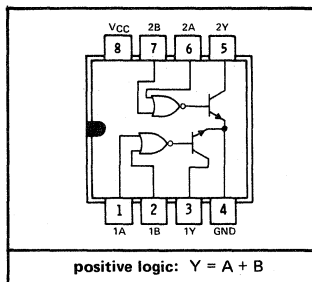 VCC 2B 2A 2Y
8 7 6 5
1 2 3 4
1A 1B 1Y GND
positive logic: Y = A + B